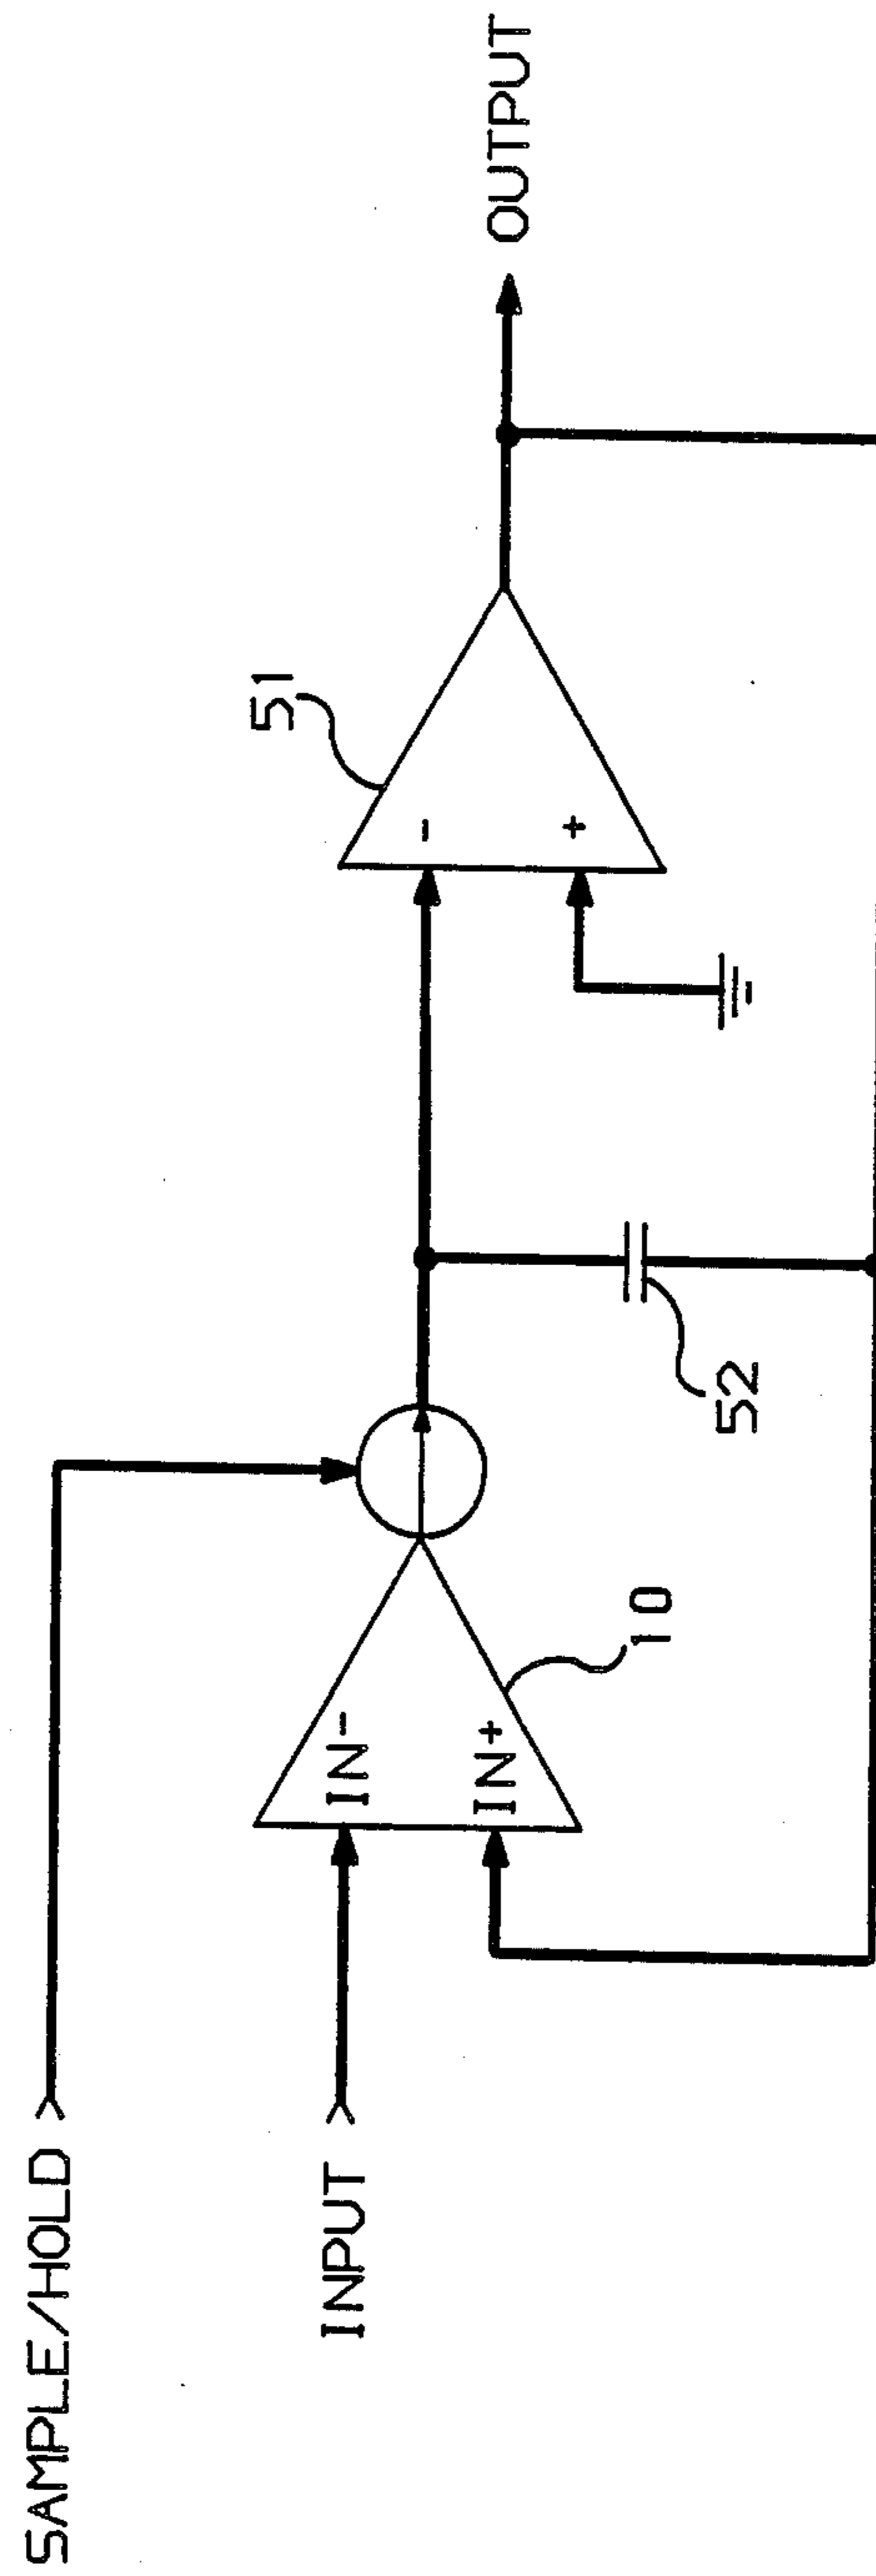 SAMPLE/HOLD
INPUT
IN-
IN+
10
52
51
-
+
OUTPUT